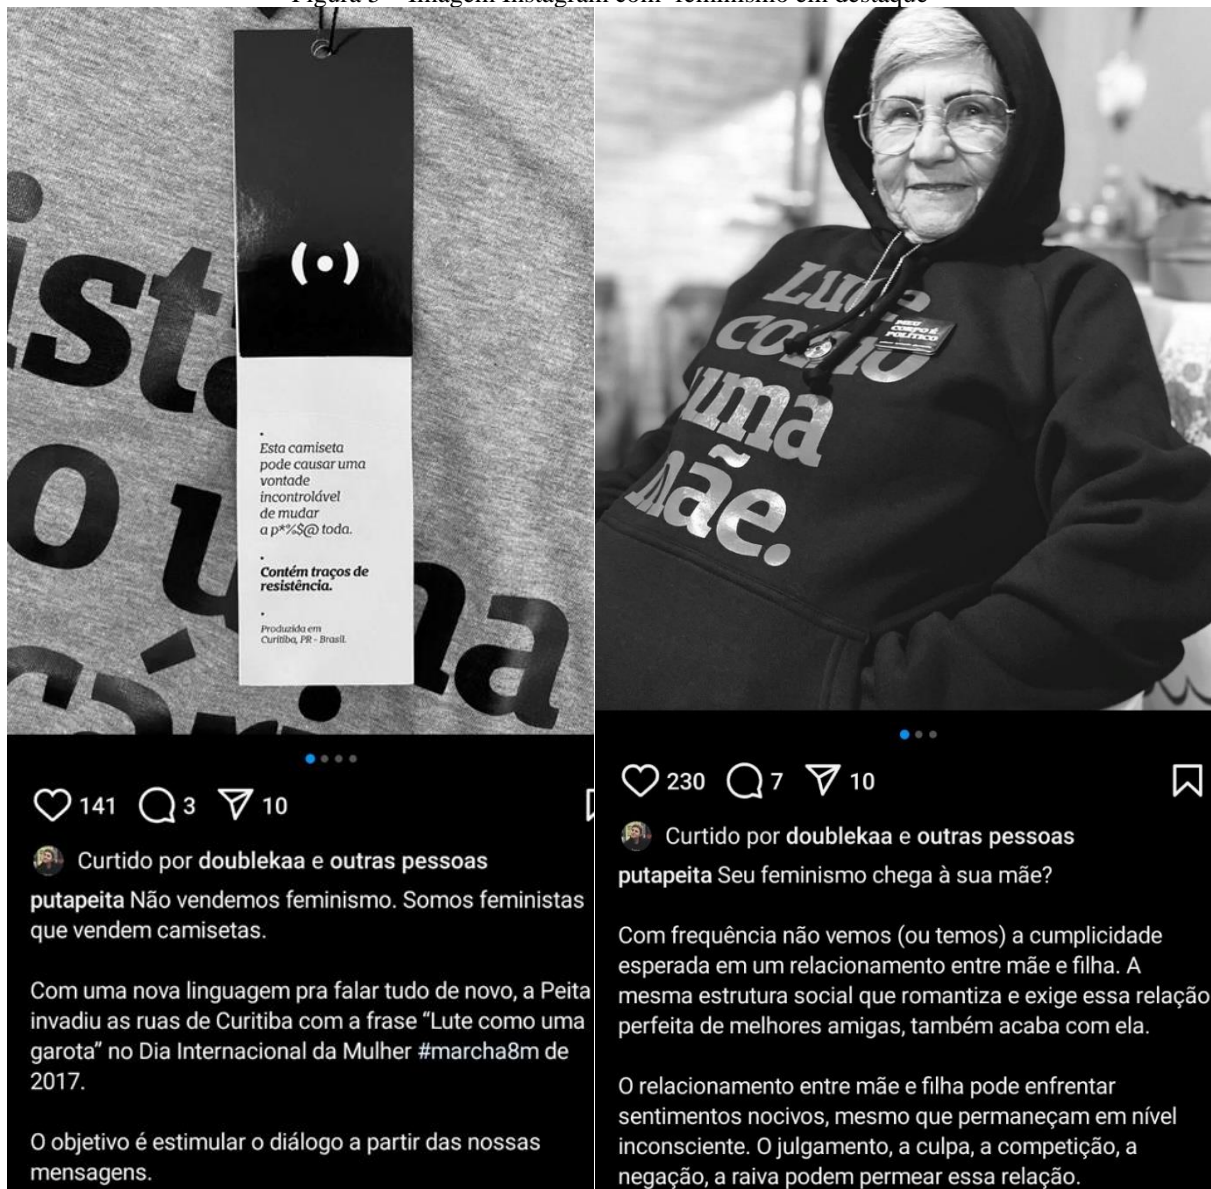 Figura 3 – Imagem Instagram com feminismo em destaque
ista
o uma
Esta camiseta
pode causar uma
vontade
incontrolável
de mudar
a p*%$@ toda.
Contém traços de
resistência.
Produzida em
Curitiba, PR - Brasil.
141 3 10
Curtido por doublekaa e outras pessoas
putapeita Não vendemos feminismo. Somos feministas
que vendem camisetas.
Com uma nova linguagem pra falar tudo de novo, a Peita
invadiu as ruas de Curitiba com a frase “Lute como uma
garota” no Dia Internacional da Mulher #marcha8m de
2017.
O objetivo é estimular o diálogo a partir das nossas
mensagens.
Lute
como
uma
mãe.
MEU
CORPO É
POLÍTICO
230 7 10
Curtido por doublekaa e outras pessoas
putapeita Seu feminismo chega à sua mãe?
Com frequência não vemos (ou temos) a cumplicidade
esperada em um relacionamento entre mãe e filha. A
mesma estrutura social que romantiza e exige essa relação
perfeita de melhores amigas, também acaba com ela.
O relacionamento entre mãe e filha pode enfrentar
sentimentos nocivos, mesmo que permaneçam em nível
inconsciente. O julgamento, a culpa, a competição, a
negação, a raiva podem permear essa relação.